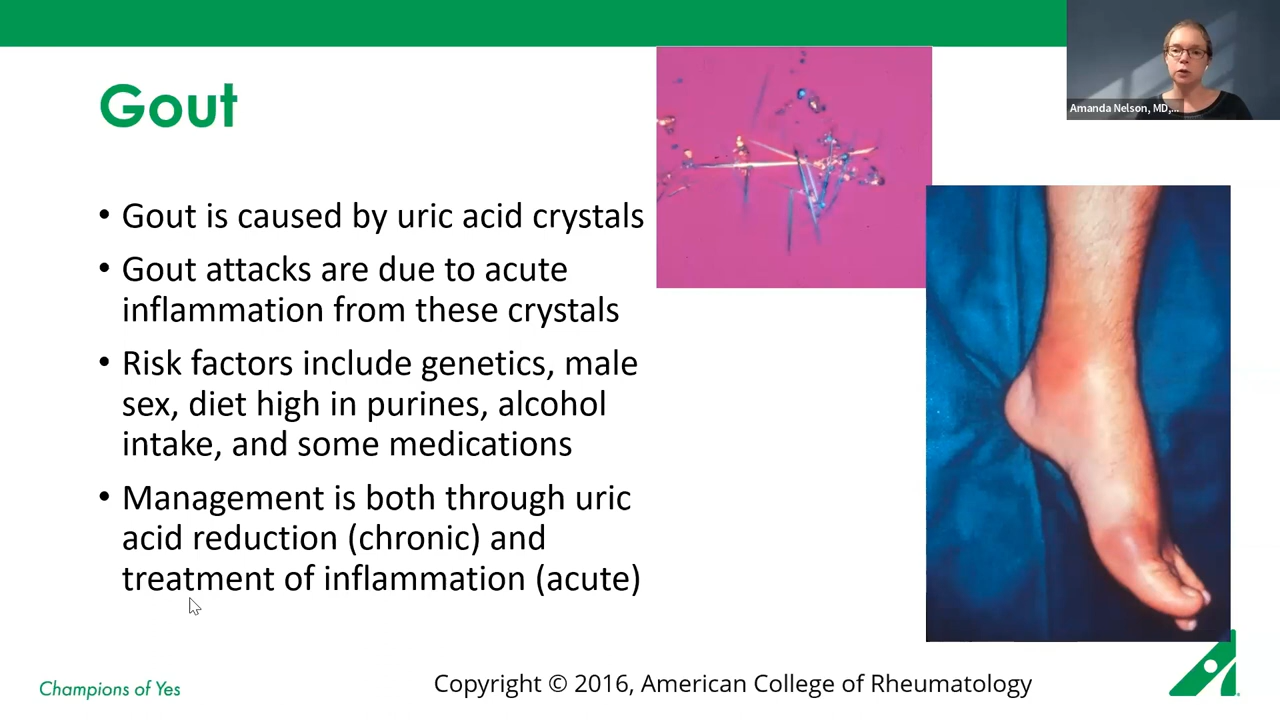 Amanda Nelson, MD,...
Gout
• Gout is caused by uric acid crystals
• Gout attacks are due to acute
inflammation from these crystals
• Risk factors include genetics, male
sex, diet high in purines, alcohol
intake, and some medications
• Management is both through uric
acid reduction (chronic) and
treatment of inflammation (acute)
Champions of Yes
Copyright © 2016, American College of Rheumatology